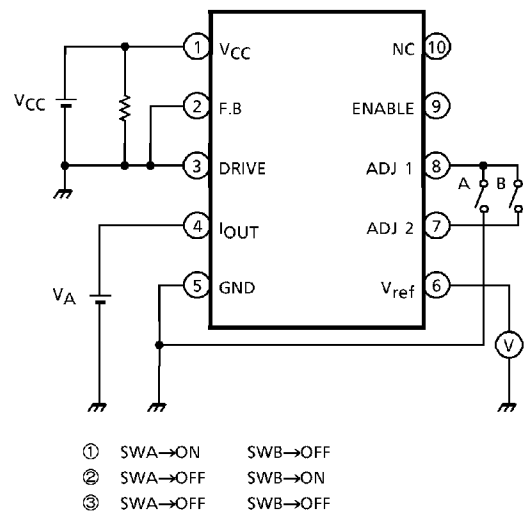 1 VCC NC 10
VCC
2 F.B ENABLE 9
3 DRIVE ADJ 1 8
A B
4 IOUT ADJ 2 7
VA
5 GND Vref 6
V
① SWA→ON SWB→OFF
② SWA→OFF SWB→ON
③ SWA→OFF SWB→OFF